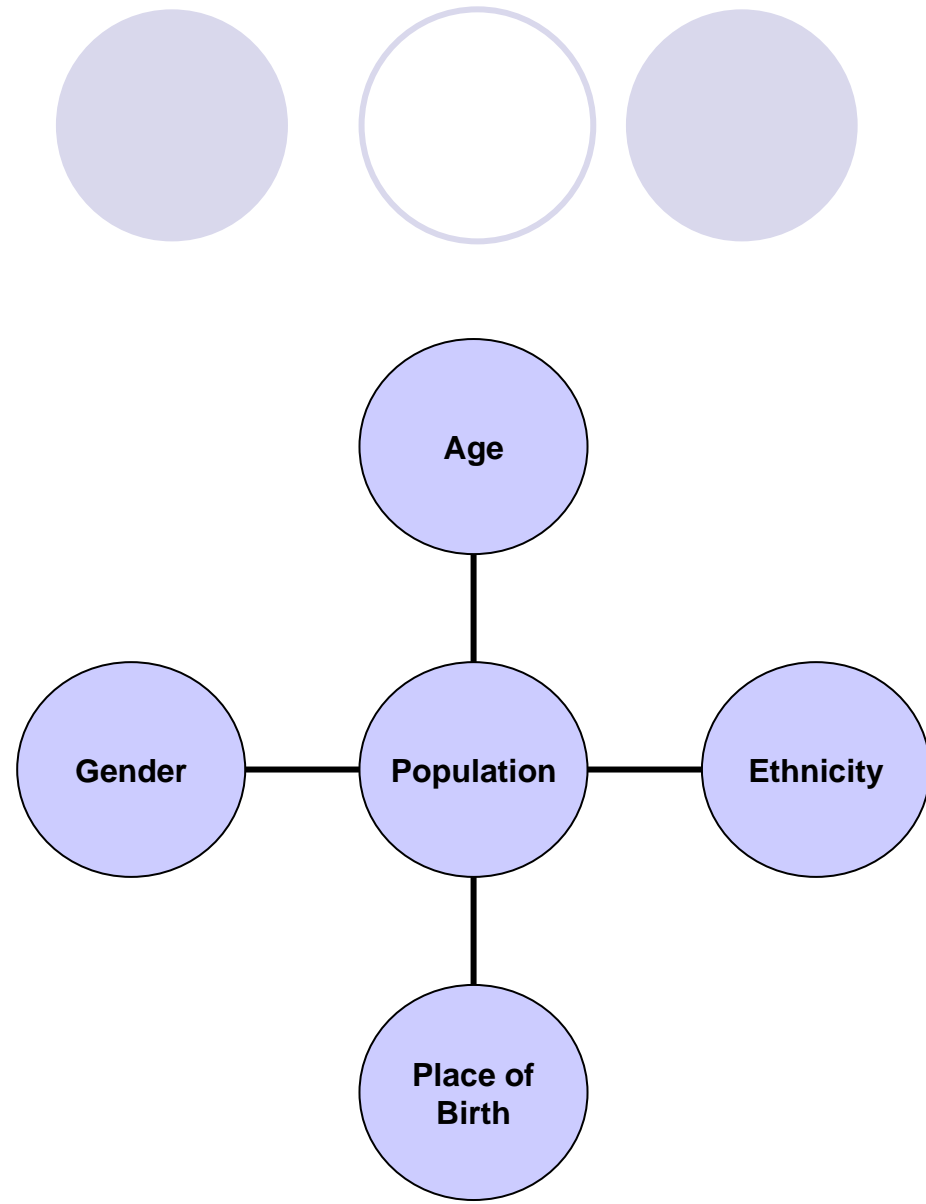 Age
Gender
Population
Ethnicity
Place of
Birth